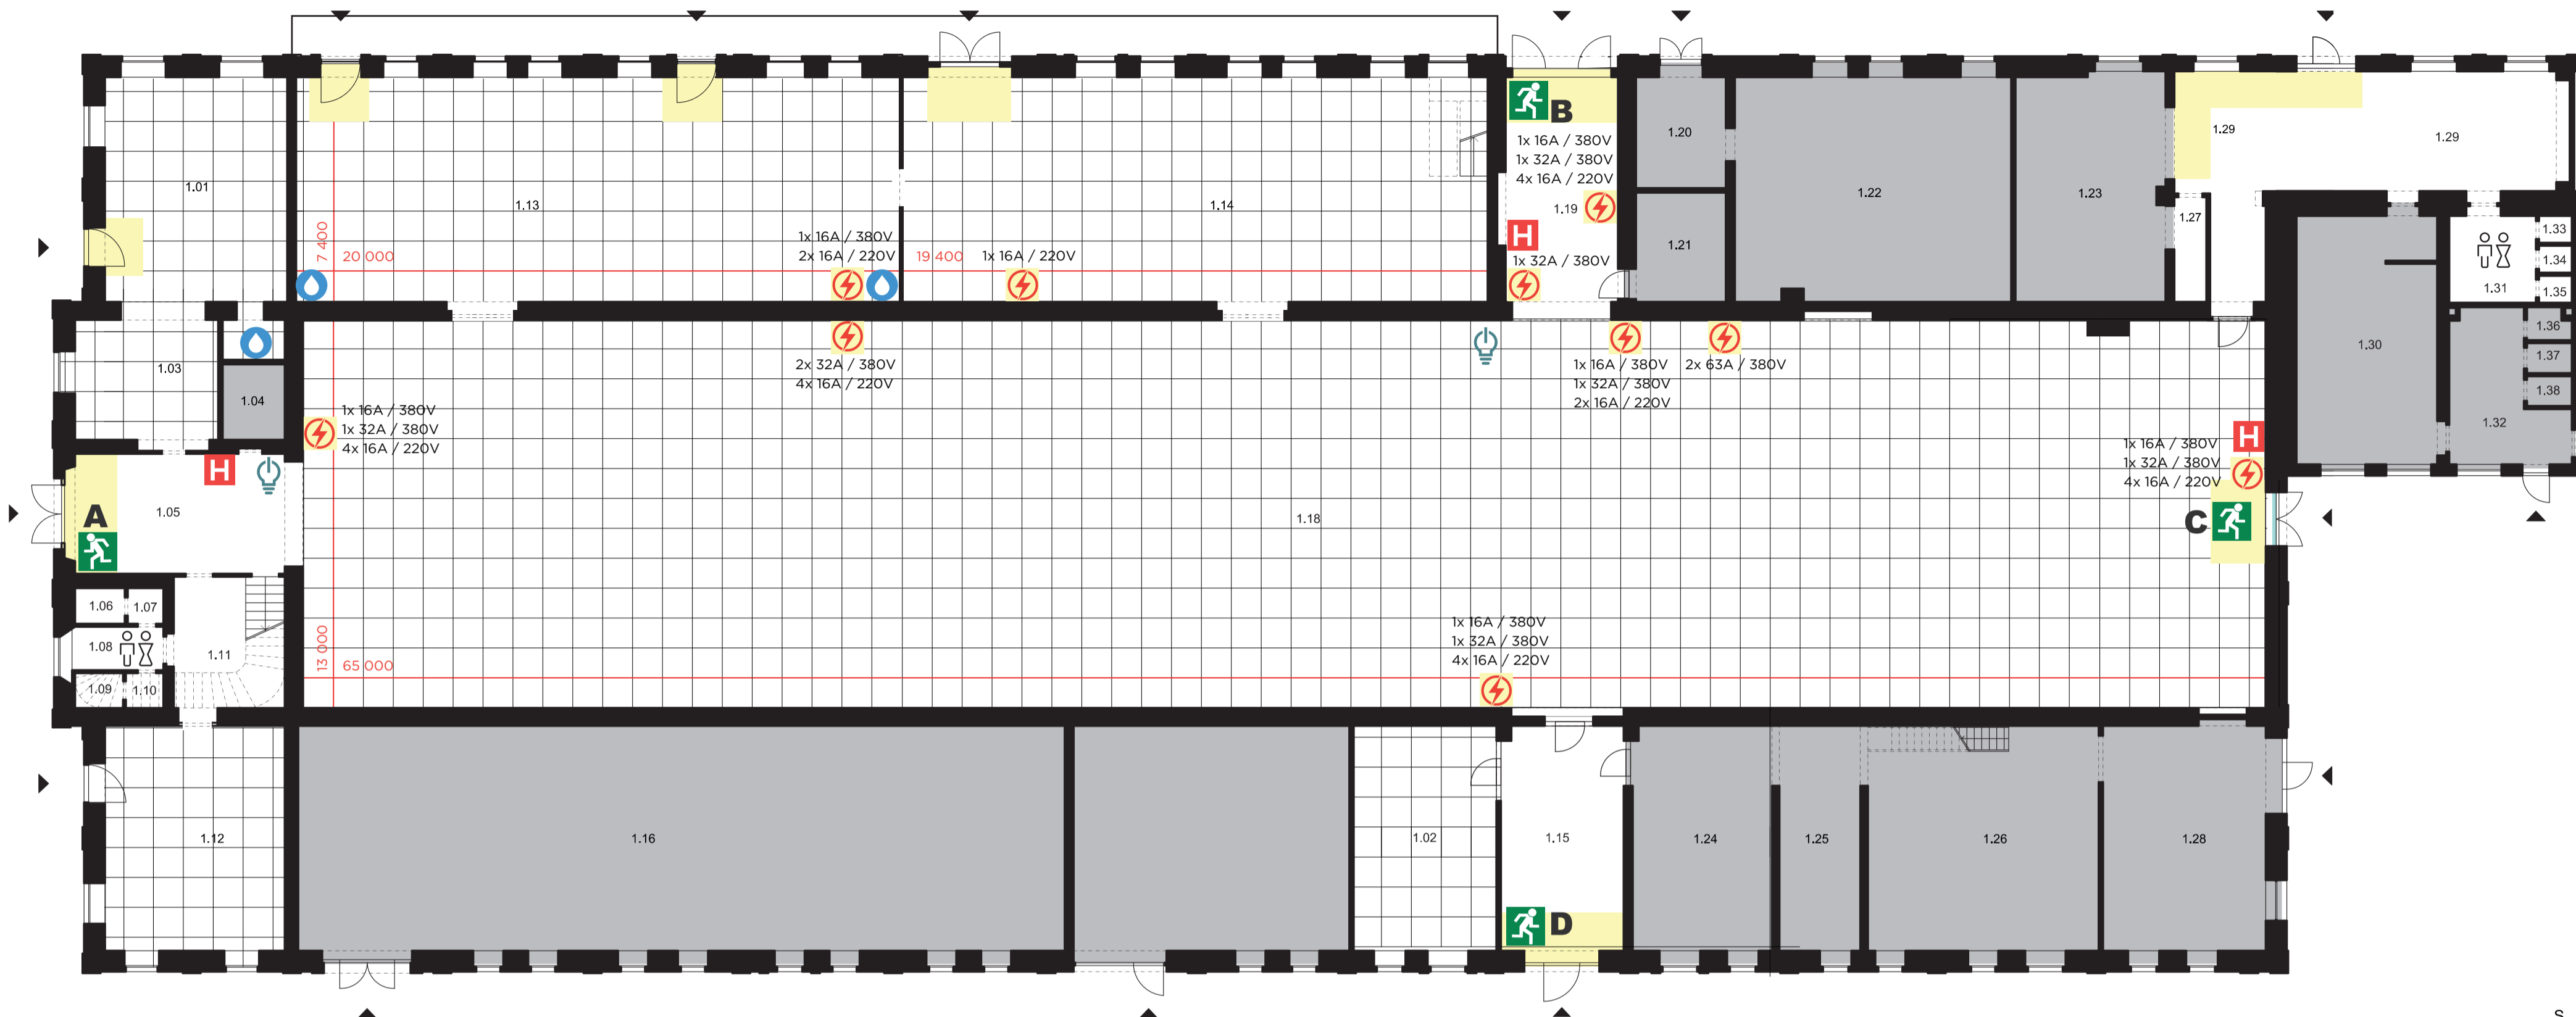 B
1x 16A / 380V
1x 32A / 380V
4x 16A / 220V
1.19
H
1x 32A / 380V
1.01
1.13
7 400
20 000
1x 16A / 380V
2x 16A / 220V
1.14
19 400
1x 16A / 220V
1.20
1.21
1.22
1.23
1.29
1.29
1.27
1.33
1.34
1.35
1.31
1.36
1.37
1.38
1.30
1.32
1.03
1.04
2x 32A / 380V
4x 16A / 220V
1x 16A / 380V
1x 32A / 380V
2x 16A / 220V
2x 63A / 380V
1x 16A / 380V
1x 32A / 380V
4x 16A / 220V
H
A
1.05
1.18
H
1x 16A / 380V
1x 32A / 380V
4x 16A / 220V
C
1.06
1.07
1.08
1.09
1.10
1.11
13 000
65 000
1x 16A / 380V
1x 32A / 380V
4x 16A / 220V
1.12
1.16
1.02
1.15
D
1.24
1.25
1.26
1.28
S